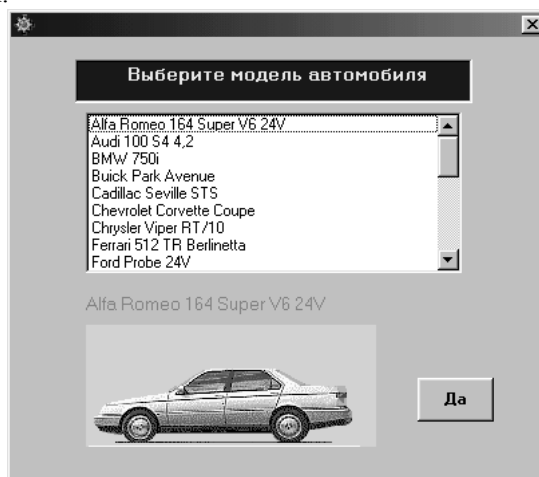 Выберите модель автомобиля
Alfa Romeo 164 Super V6 24V
Audi 100 S4 4,2
BMW 750i
Buick Park Avenue
Cadillac Seville STS
Chevrolet Corvette Coupe
Chrysler Viper RT/10
Ferrari 512 TR Berlinetta
Ford Probe 24V
Alfa Romeo 164 Super V6 24V
Да